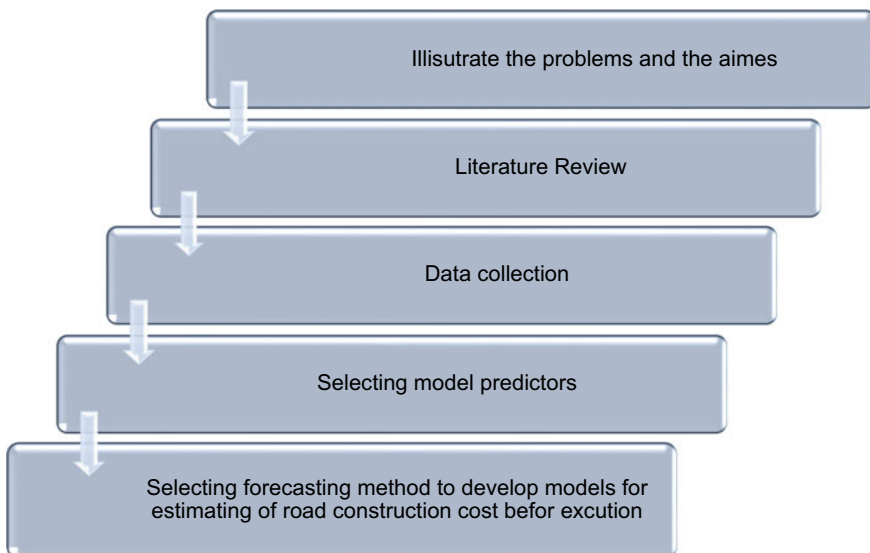 Illisutrate the problems and the aimes
Literature Review
Data collection
Selecting model predictors
Selecting forecasting method to develop models for
estimating of road construction cost befor excution